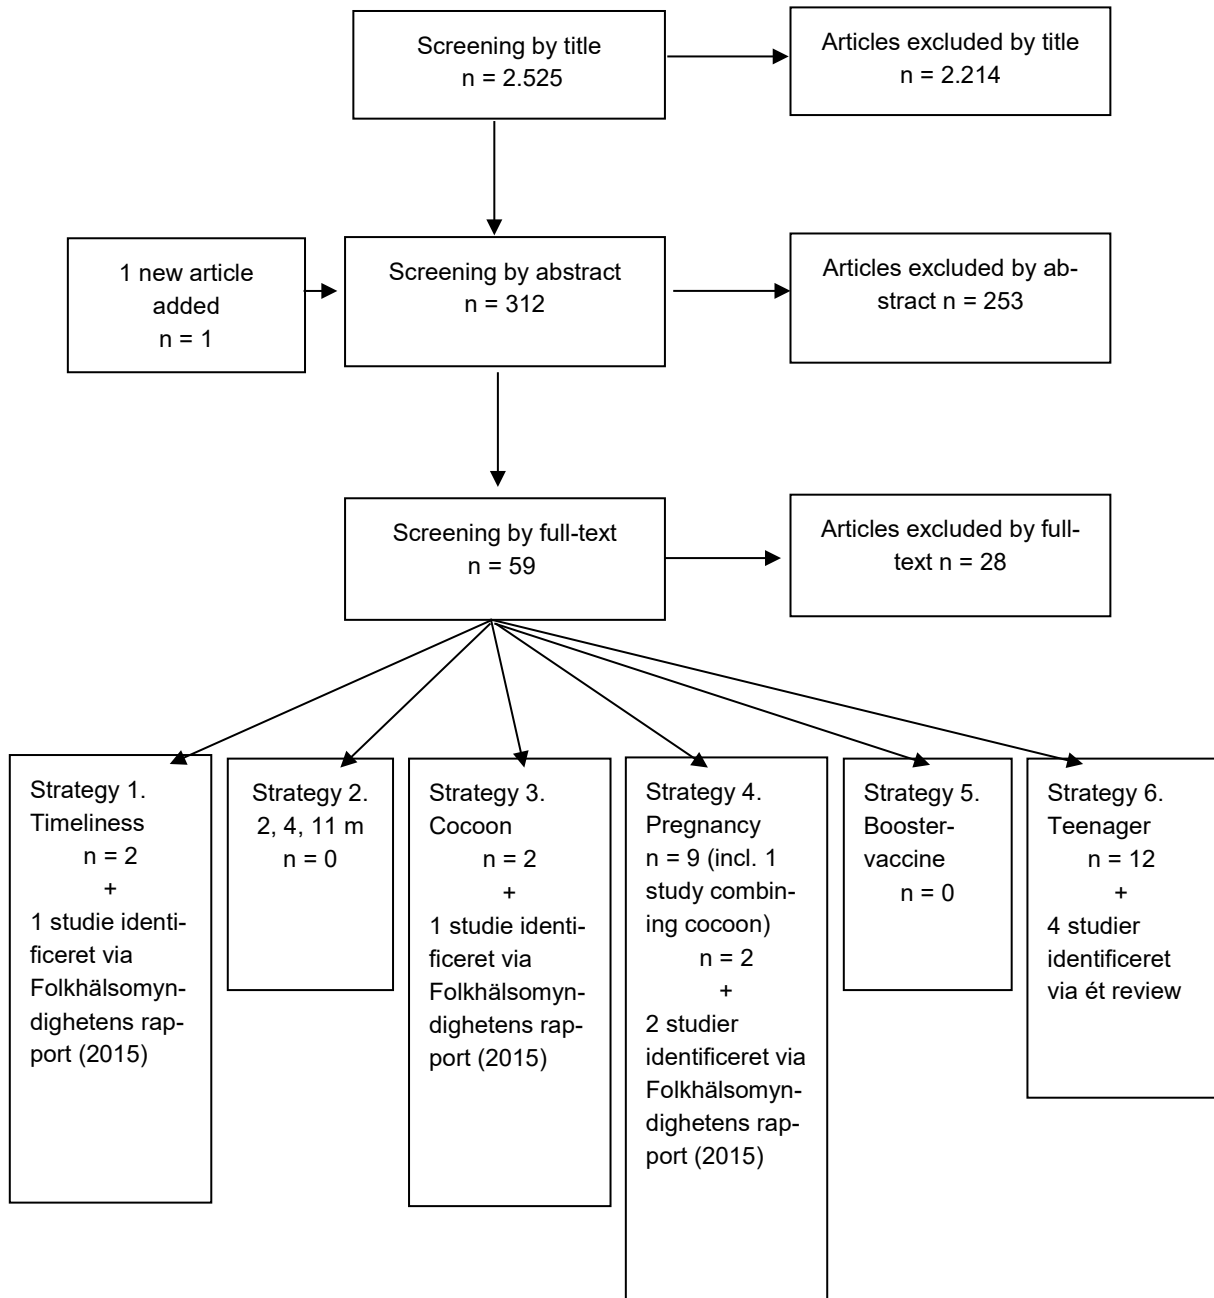 Screening by title
n = 2.525
Articles excluded by title
n = 2.214
1 new article
added
n = 1
Screening by abstract
n = 312
Articles excluded by ab-
stract n = 253
Screening by full-text
n = 59
Articles excluded by full-
text n = 28
Strategy 1.
Timeliness
n = 2
+
1 studie identi-
ficeret via
Folkhälsomyn-
dighetens rap-
port (2015)
Strategy 2.
2, 4, 11 m
n = 0
Strategy 3.
Cocoon
n = 2
+
1 studie identi-
ficeret via
Folkhälsomyn-
dighetens rap-
port (2015)
Strategy 4.
Pregnancy
n = 9 (incl. 1
study combin-
ing cocoon)
n = 2
+
2 studier
identificeret via
Folkhälsomyn-
dighetens rap-
port (2015)
Strategy 5.
Booster-
vaccine
n = 0
Strategy 6.
Teenager
n = 12
+
4 studier
identificeret
via ét review